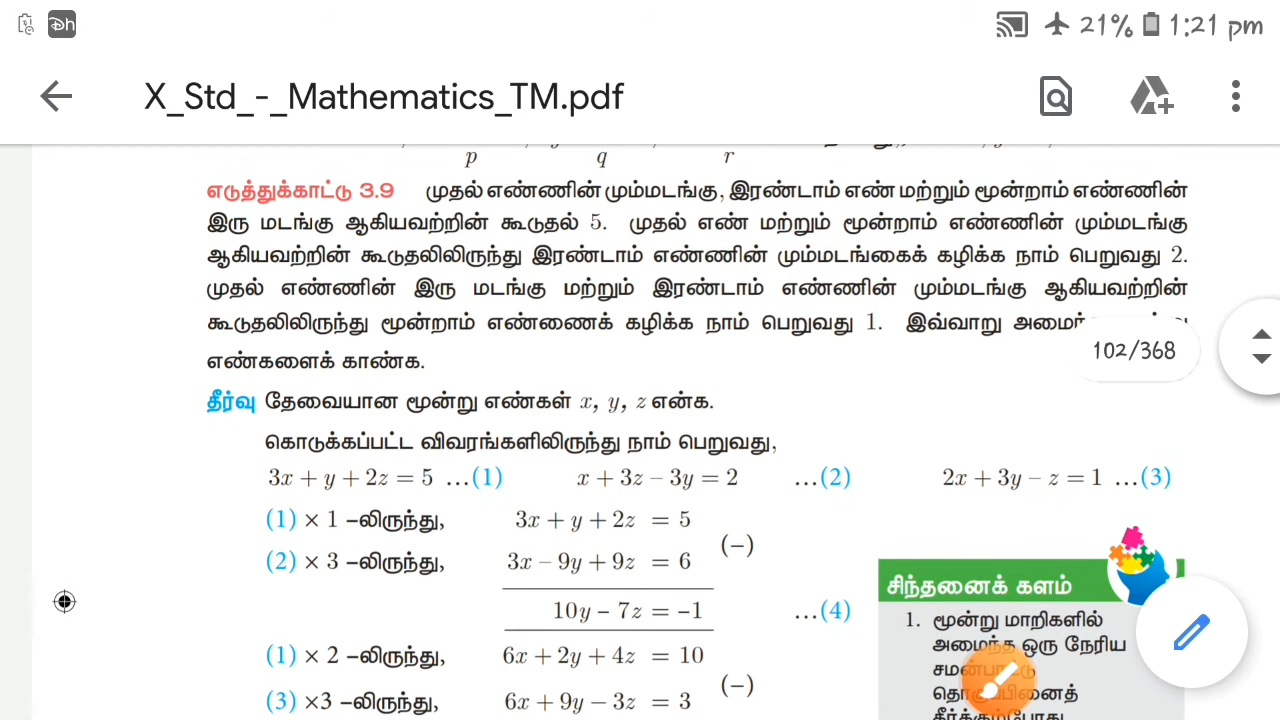 Dh 21% 1:21 pm
X_Std_-_Mathematics_TM.pdf
p q r
எடுத்துக்காட்டு 3.9 முதல் எண்ணின் மும்மடங்கு, இரண்டாம் எண் மற்றும் மூன்றாம் எண்ணின்
இரு மடங்கு ஆகியவற்றின் கூடுதல் 5. முதல் எண் மற்றும் மூன்றாம் எண்ணின் மும்மடங்கு
ஆகியவற்றின் கூடுதலிலிருந்து இரண்டாம் எண்ணின் மும்மடங்கைக் கழிக்க நாம் பெறுவது 2.
முதல் எண்ணின் இரு மடங்கு மற்றும் இரண்டாம் எண்ணின் மும்மடங்கு ஆகியவற்றின்
கூடுதலிலிருந்து மூன்றாம் எண்ணைக் கழிக்க நாம் பெறுவது 1. இவ்வாறு
102/368
எண்களைக் காண்க.
தீர்வு தேவையான மூன்று எண்கள் x, y, z என்க.
கொடுக்கப்பட்ட விவரங்களிலிருந்து நாம் பெறுவது,
3x + y + 2z = 5 ...(1) x + 3z – 3y = 2 ...(2) 2x + 3y – z = 1 ...(3)
(1) × 1 –லிருந்து, 3x + y + 2z = 5
(–)
(2) × 3 –லிருந்து, 3x – 9y + 9z = 6
10y – 7z = –1 ...(4)
(1) × 2 –லிருந்து, 6x + 2y + 4z = 10
(–)
(3) ×3 –லிருந்து, 6x + 9y – 3z = 3
சிந்தனைக் களம்
1. மூன்று மாறிகளில்
அமைந்த ஒரு நேரிய